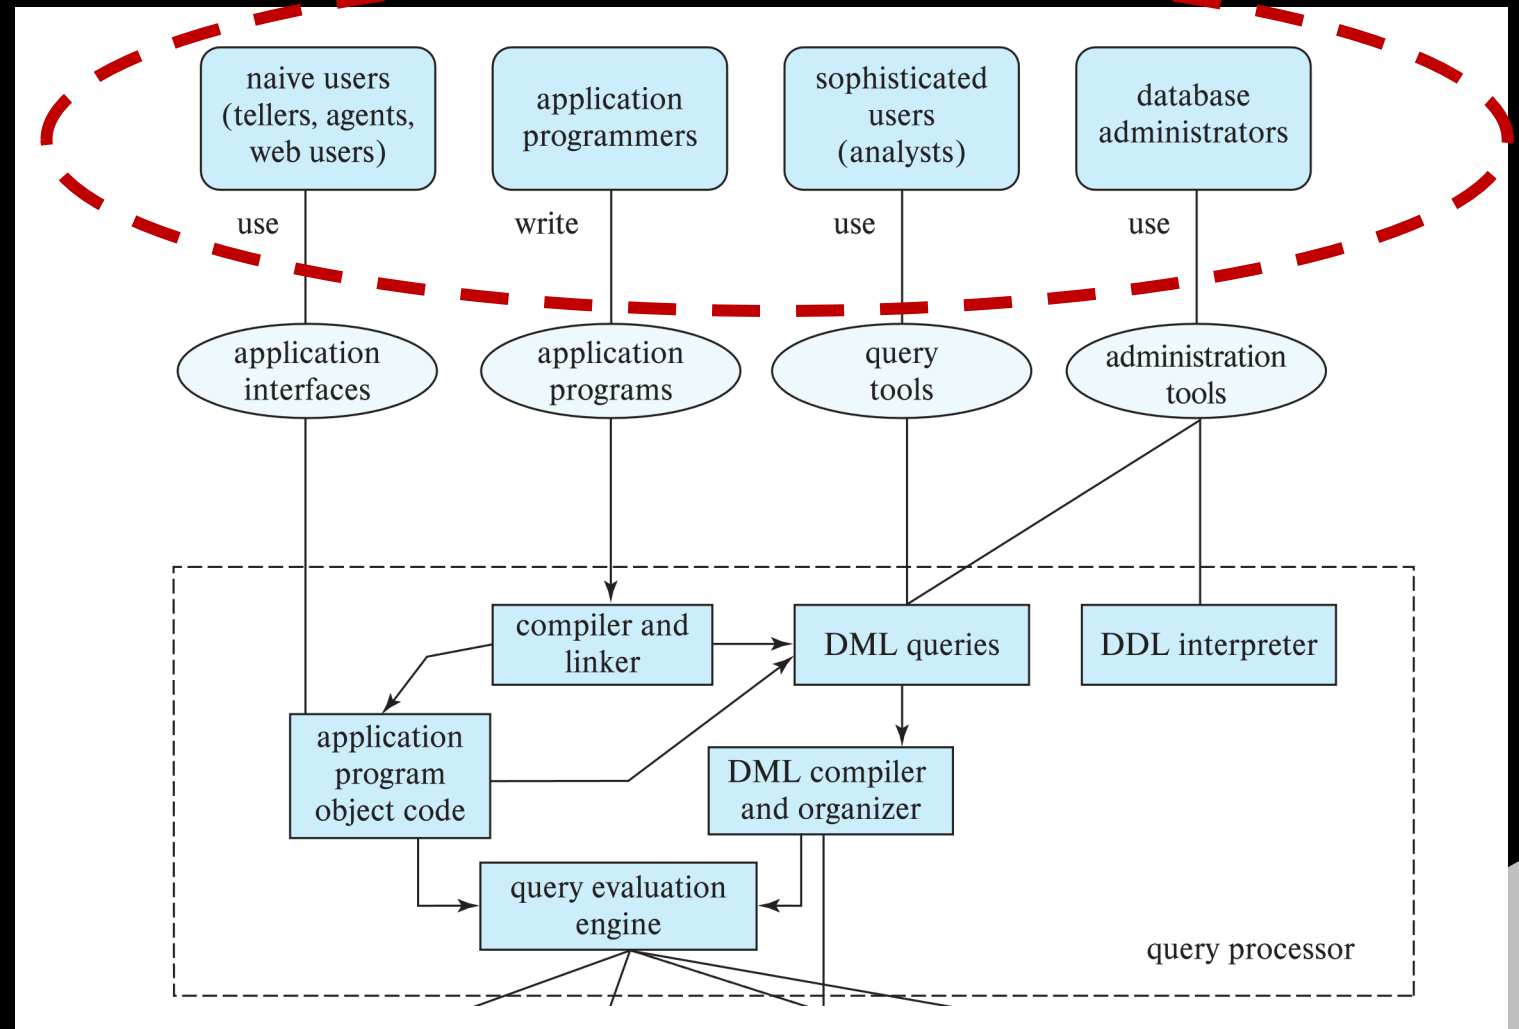 naive users
(tellers, agents,
web users)
application
programmers
sophisticated
users
(analysts)
database
administrators
use
write
use
use
application
interfaces
application
programs
query
tools
administration
tools
compiler and
linker
DML queries
DDL interpreter
application
program
object code
DML compiler
and organizer
query evaluation
engine
query processor